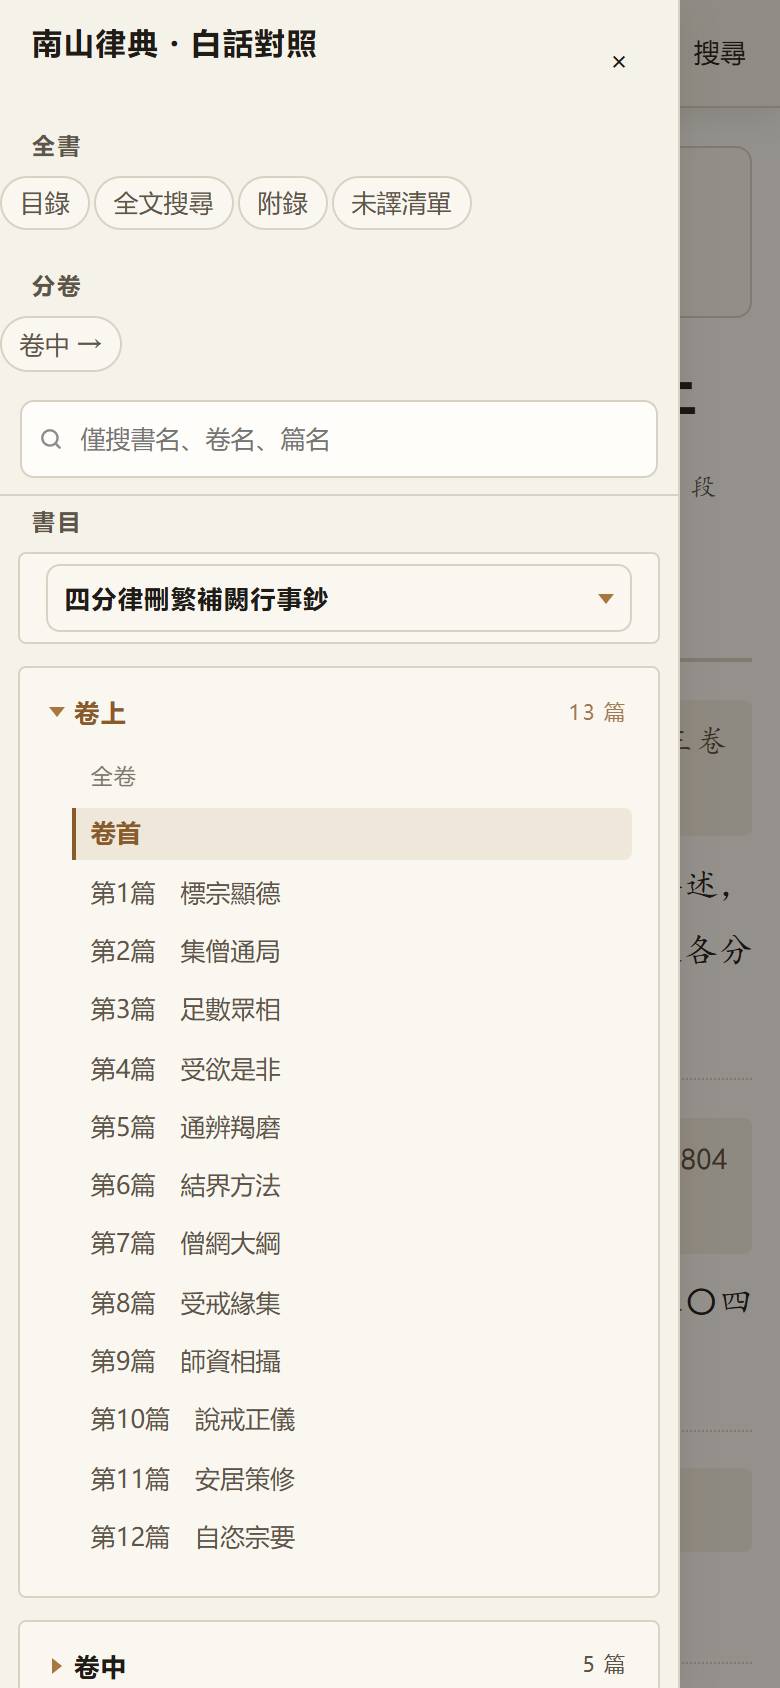 南山律典·白話對照
×
搜尋
全書
目錄 全文搜尋 附錄 未譯清單
分卷
卷中 →
僅搜書名、卷名、篇名
段
書目
四分律刪繁補闕行事鈔
卷上 13 篇
三卷
全卷
卷首
第1篇 標宗顯德
述，
第2篇 集僧通局
各分
第3篇 足數眾相
第4篇 受欲是非
第5篇 通辨羯磨
804
第6篇 結界方法
第7篇 僧網大綱
第8篇 受戒緣集
〇四
第9篇 師資相攝
第10篇 說戒正儀
第11篇 安居策修
第12篇 自恣宗要
卷中 5 篇